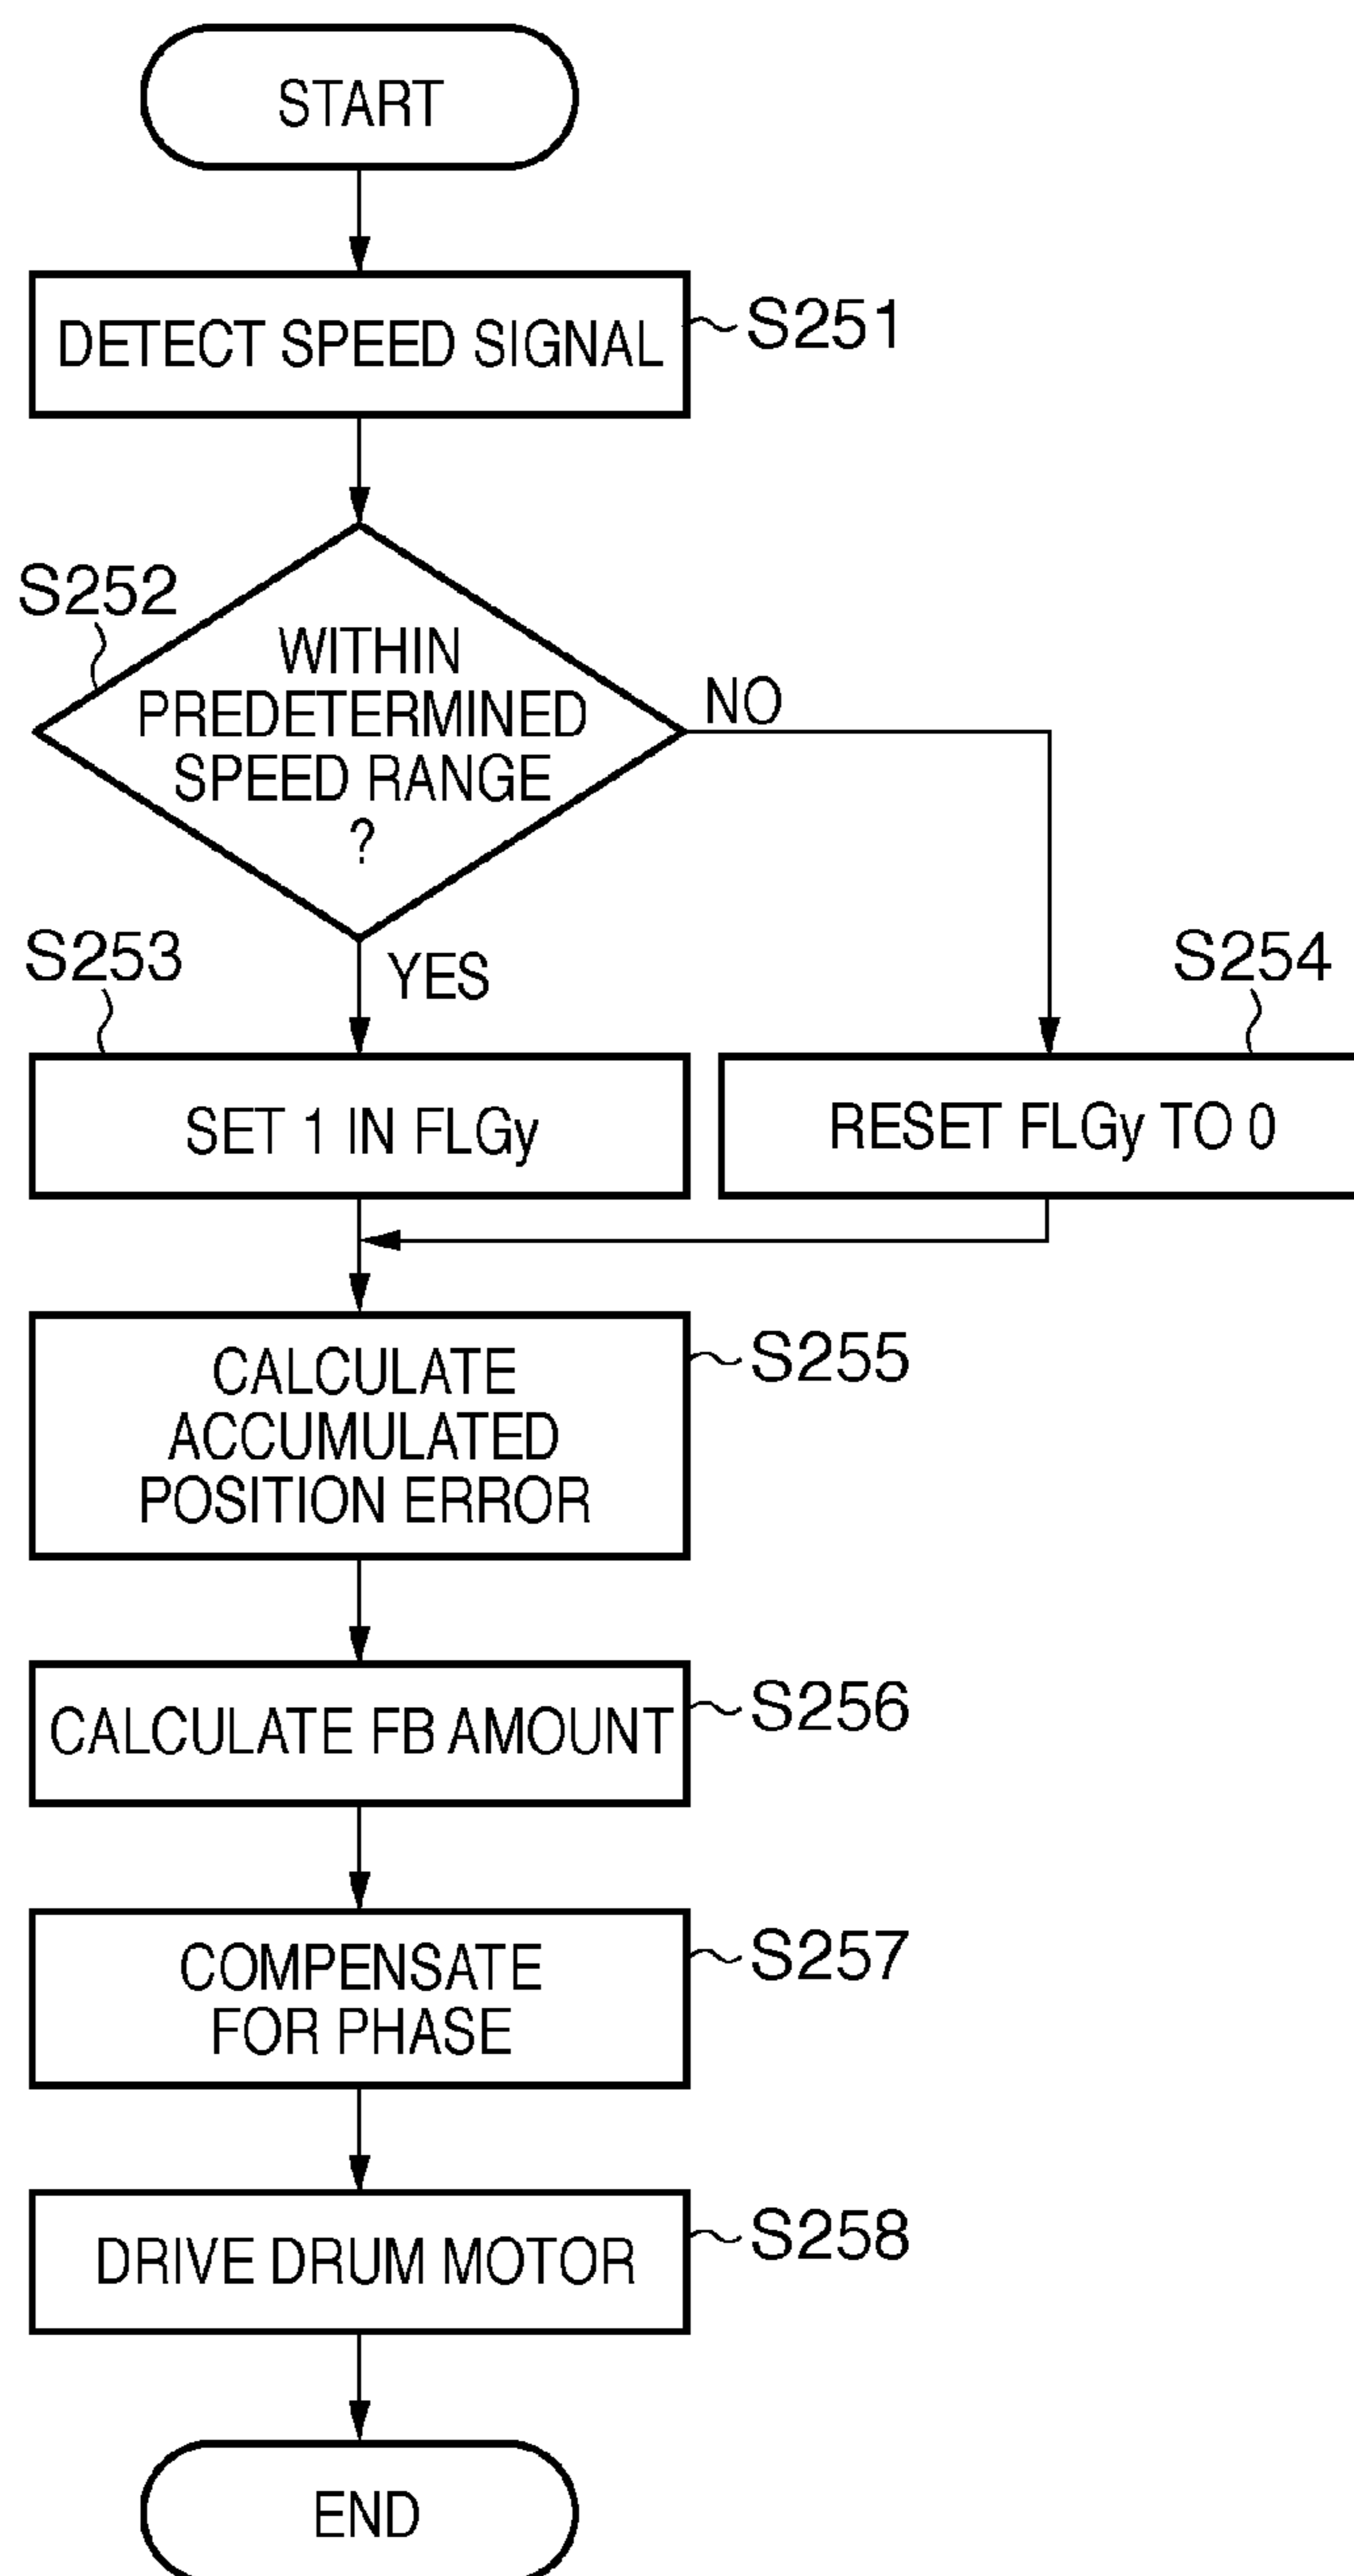 START
DETECT SPEED SIGNAL
S251
S252
WITHIN
PREDETERMINED
SPEED RANGE
?
NO
YES
S253
SET 1 IN FLGy
S254
RESET FLGy TO 0
CALCULATE
ACCUMULATED
POSITION ERROR
S255
CALCULATE FB AMOUNT
S256
COMPENSATE
FOR PHASE
S257
DRIVE DRUM MOTOR
S258
END